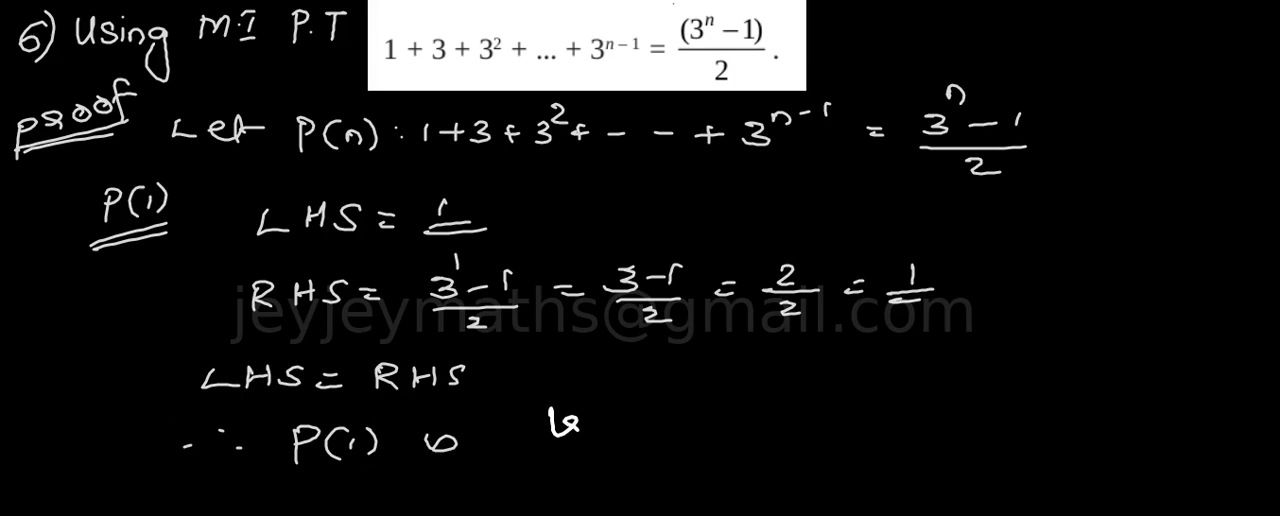 6) Using M.I P.T 1 + 3 + 3² + ... + 3ⁿ⁻¹ = (3ⁿ − 1)/2 .
Proof Let P(n) : 1+3+3²+ - - + 3ⁿ⁻¹ = (3ⁿ − 1)/2
P(1) LHS = 1
RHS = (3¹ − 1)/2 = (3−1)/2 = 2/2 = 1
jeyjeymaths@gmail.com
LHS = RHS
∴ P(1) is